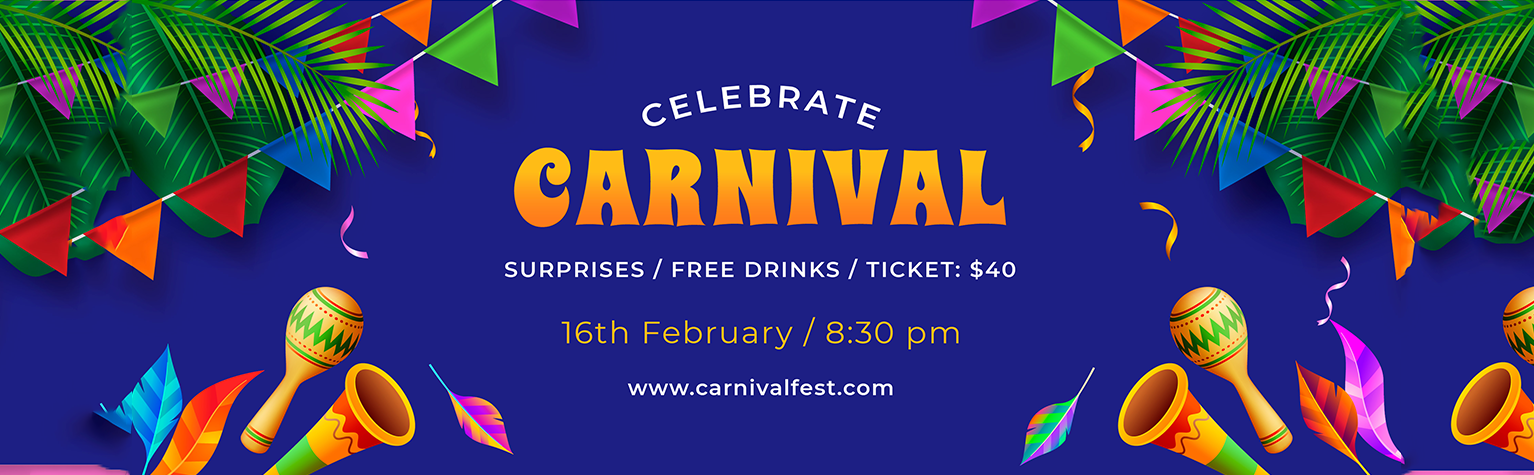 CELEBRATE
CARNIVAL
SURPRISES / FREE DRINKS / TICKET: $40
16th February / 8:30 pm
www.carnivalfest.com